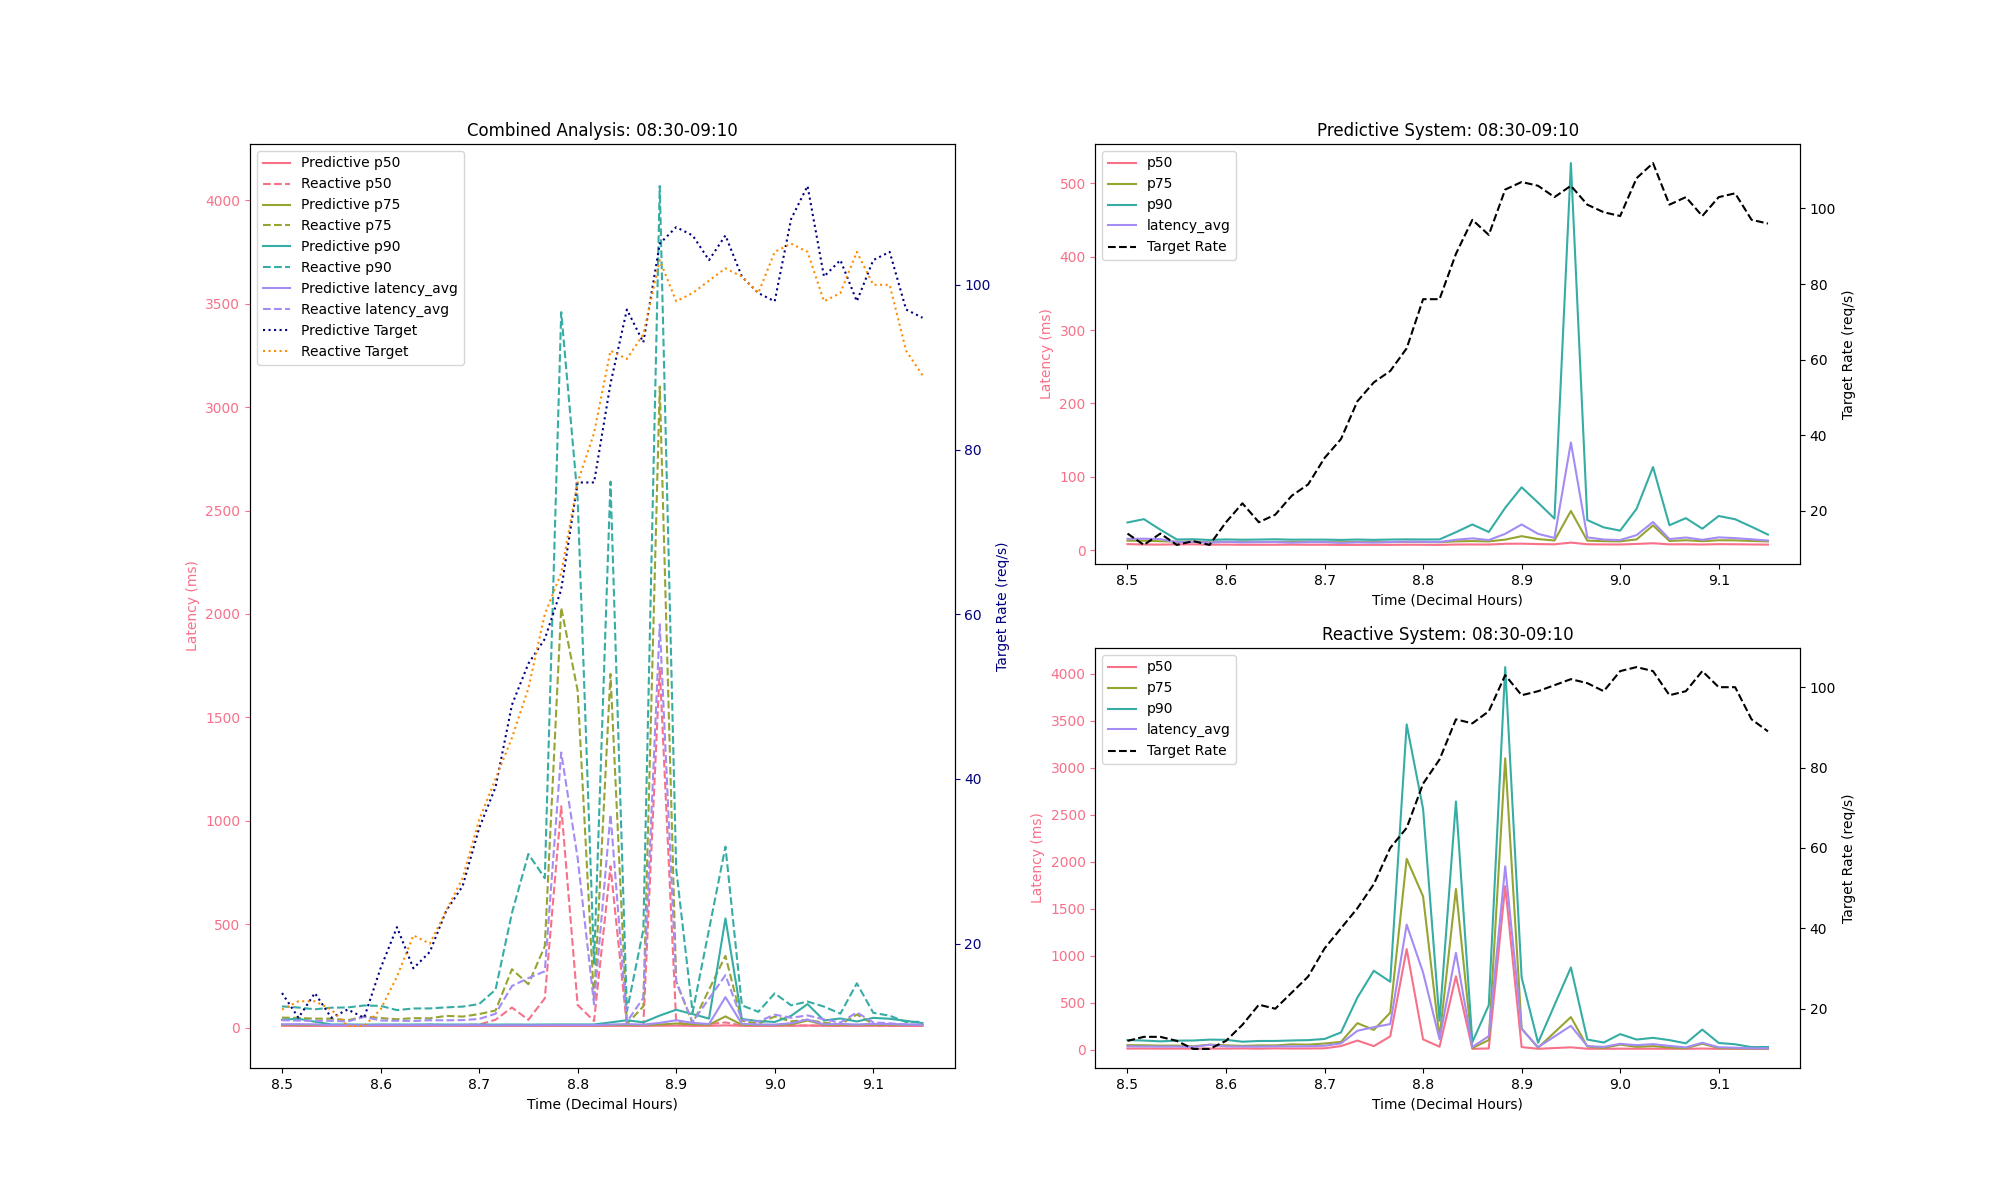 Combined Analysis: 08:30-09:10
Predictive p50
Reactive p50
Predictive p75
Reactive p75
Predictive p90
Reactive p90
Predictive latency_avg
Reactive latency_avg
Predictive Target
Reactive Target
Latency (ms)
4000
3500
3000
2500
2000
1500
1000
500
0
100
80
60
40
20
Target Rate (req/s)
8.5 8.6 8.7 8.8 8.9 9.0 9.1
Time (Decimal Hours)
Predictive System: 08:30-09:10
p50
p75
p90
latency_avg
Target Rate
Latency (ms)
500
400
300
200
100
0
100
80
60
40
20
Target Rate (req/s)
8.5 8.6 8.7 8.8 8.9 9.0 9.1
Time (Decimal Hours)
Reactive System: 08:30-09:10
p50
p75
p90
latency_avg
Target Rate
Latency (ms)
4000
3500
3000
2500
2000
1500
1000
500
0
100
80
60
40
20
Target Rate (req/s)
8.5 8.6 8.7 8.8 8.9 9.0 9.1
Time (Decimal Hours)